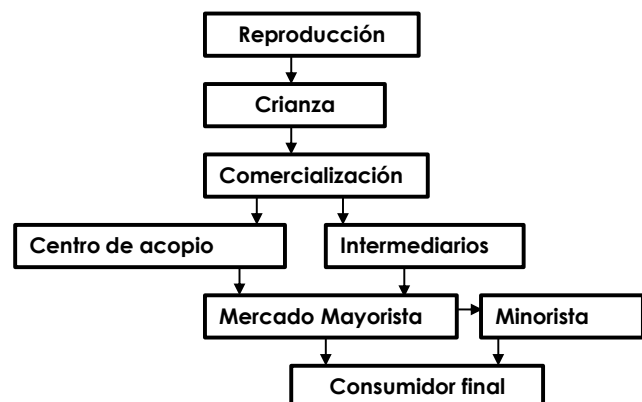 Reproducción
Crianza
Comercialización
Centro de acopio
Intermediarios
Mercado Mayorista
Minorista
Consumidor final